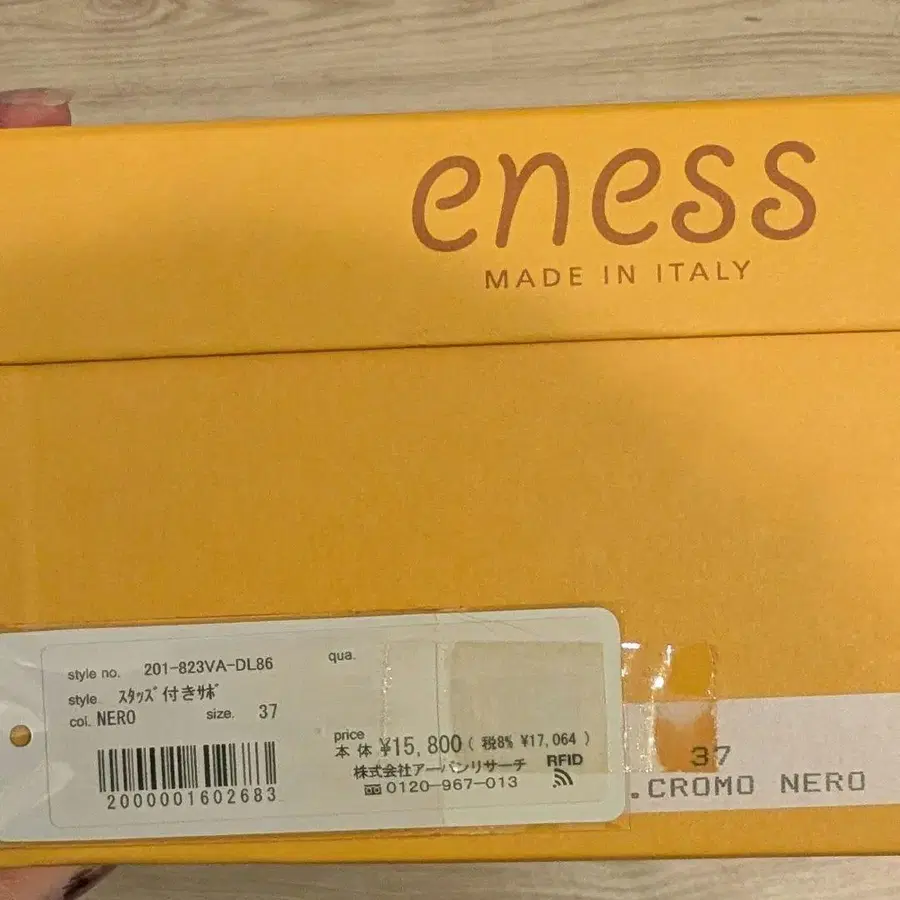 eness
MADE IN ITALY
style no. 201-823VA-DL86
qua.
style. ｽﾀｯｽﾞ付きｻﾎﾞ
col. NERO size. 37
2000001602683
price
本体 ¥15,800 ( 税8% ¥17,064 )
株式会社アーバンリサーチ
0120-967-013
RFID
37
.CROMO NERO